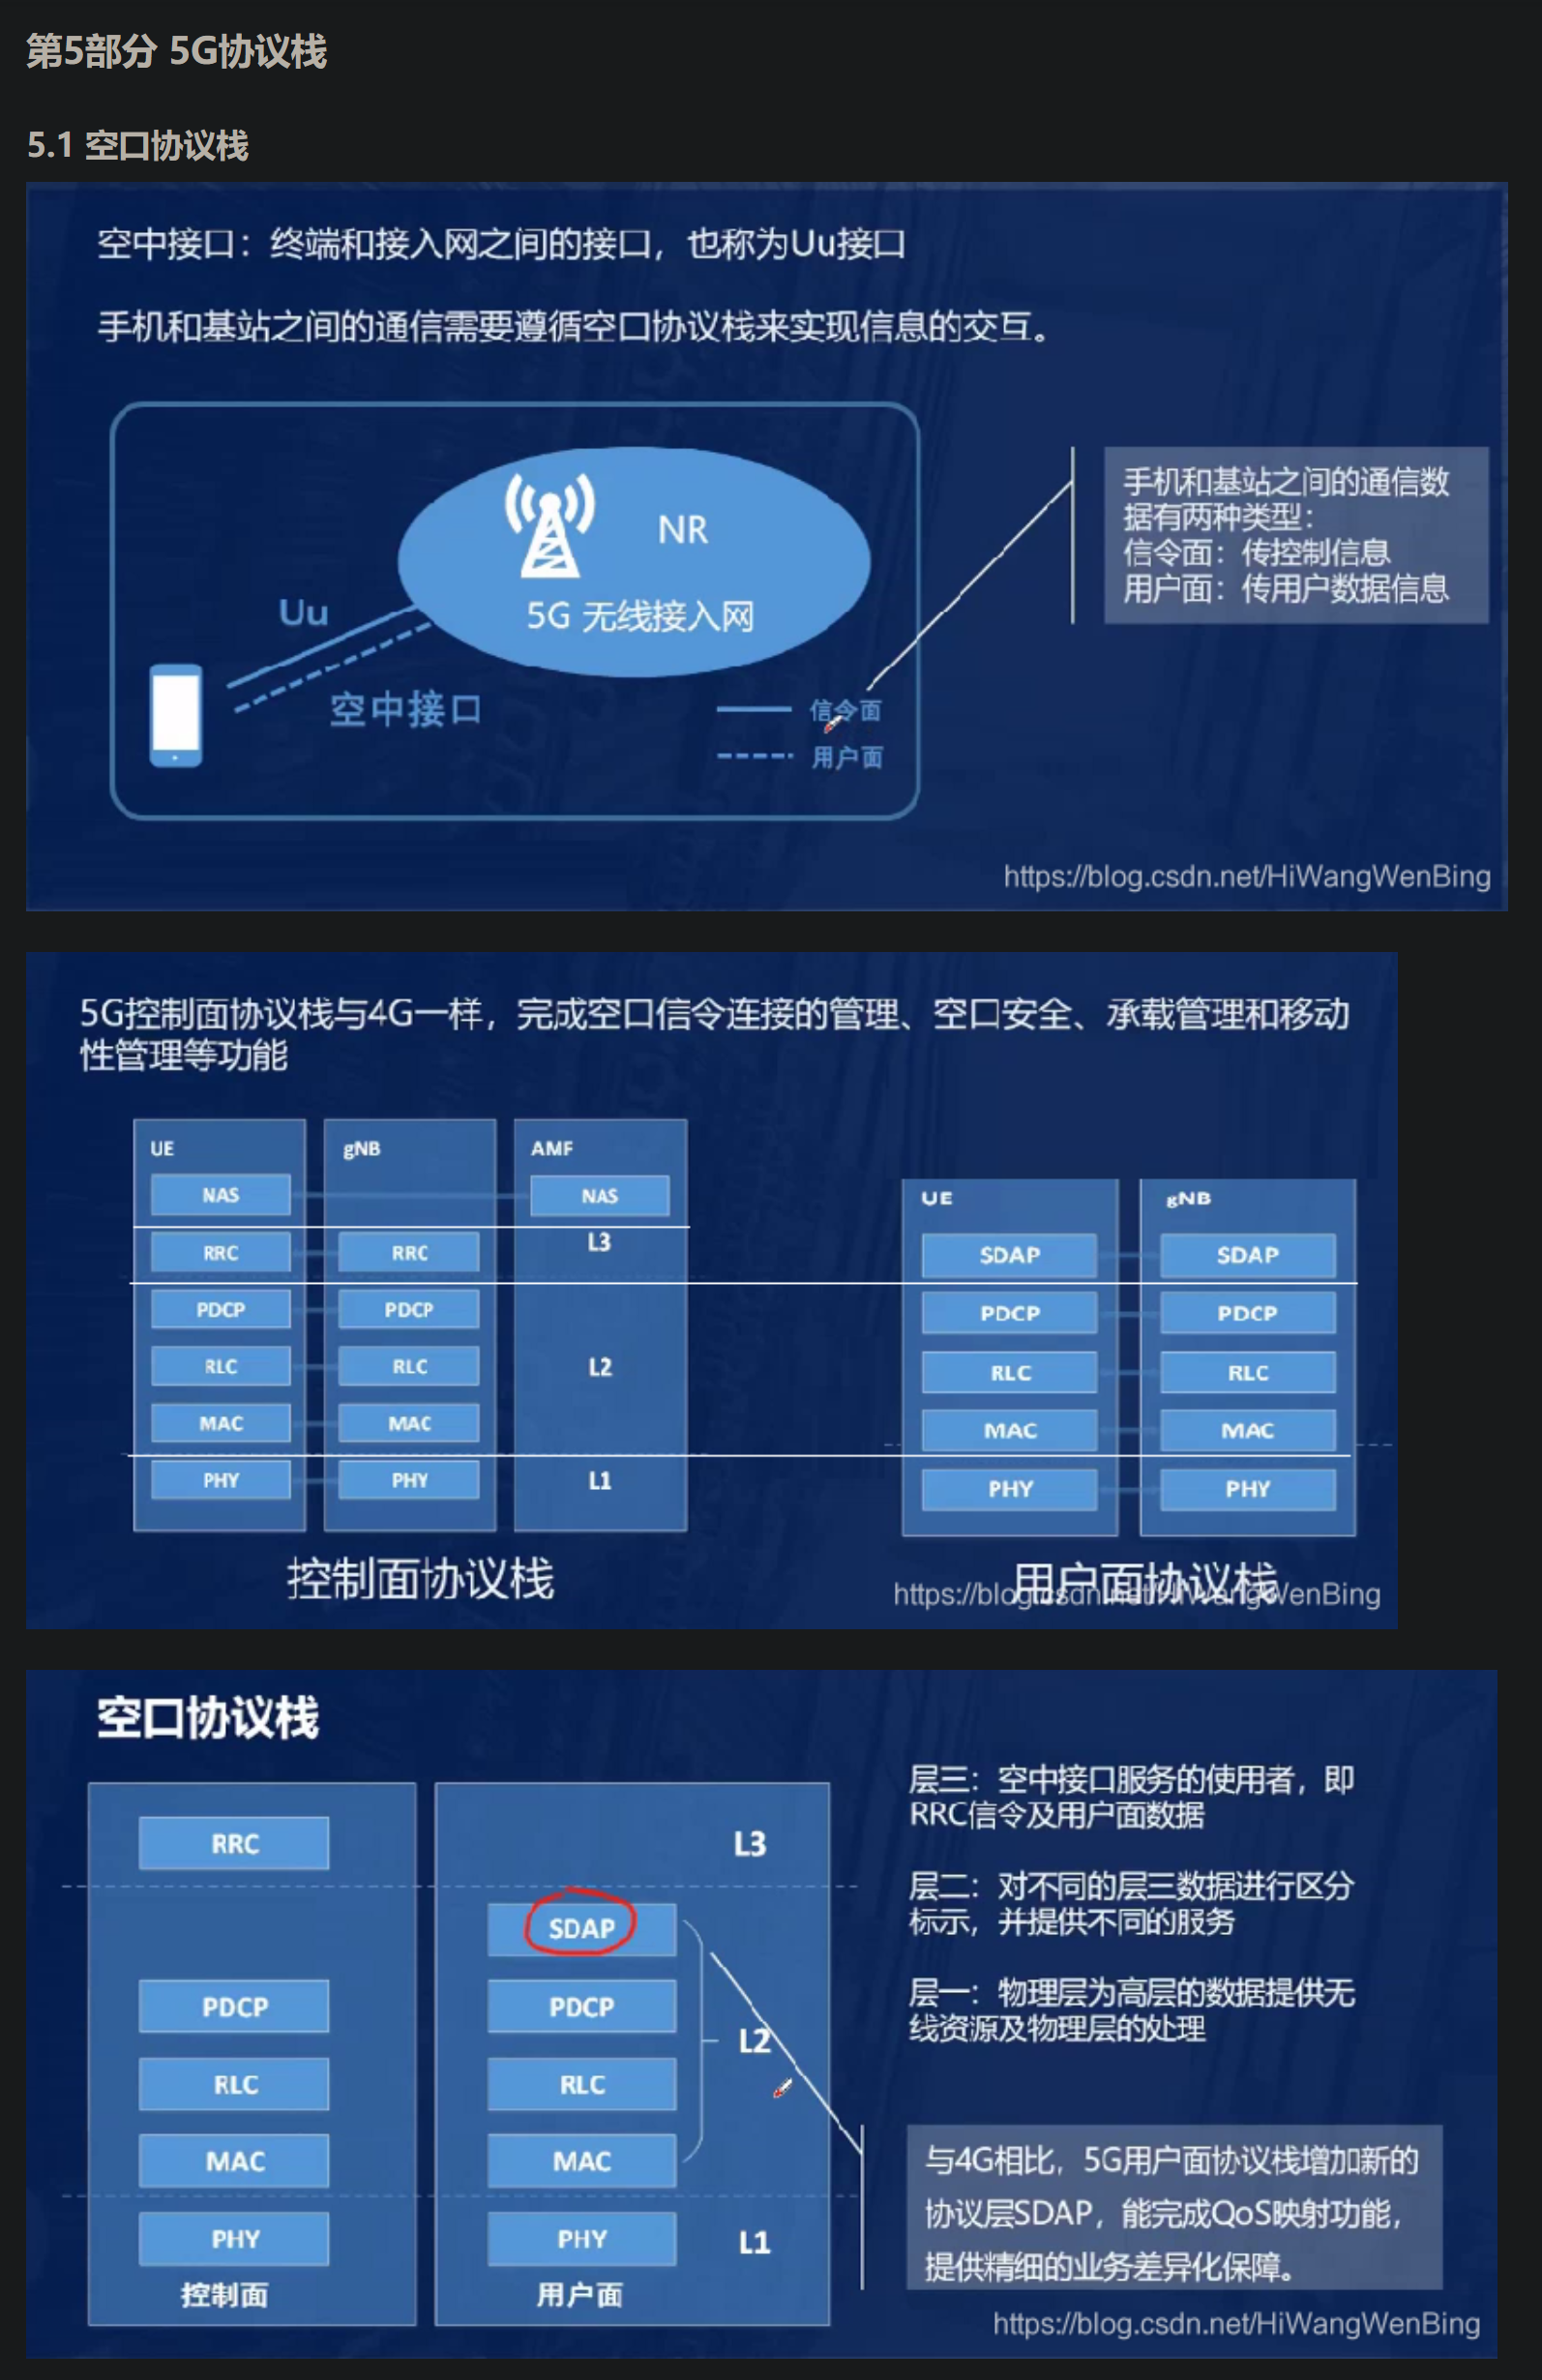 第5部分 5G协议栈
5.1 空口协议栈
空中接口：终端和接入网之间的接口，也称为Uu接口
手机和基站之间的通信需要遵循空口协议栈来实现信息的交互。
NR
5G 无线接入网
Uu
空中接口
信令面
用户面
手机和基站之间的通信数
据有两种类型：
信令面：传控制信息
用户面：传用户数据信息
https://blog.csdn.net/HiWangWenBing
5G控制面协议栈与4G一样，完成空口信令连接的管理、空口安全、承载管理和移动
性管理等功能
UE gNB AMF
NAS NAS
RRC RRC L3
PDCP PDCP
RLC RLC L2
MAC MAC
PHY PHY L1
控制面协议栈
UE gNB
SDAP SDAP
PDCP PDCP
RLC RLC
MAC MAC
PHY PHY
用户面协议栈
https://blog.csdn.net/HiWangWenBing
空口协议栈
RRC
PDCP
RLC
MAC
PHY
控制面
L3
SDAP
PDCP
L2
RLC
MAC
PHY L1
用户面
层三：空中接口服务的使用者，即
RRC信令及用户面数据
层二：对不同的层三数据进行区分
标示，并提供不同的服务
层一：物理层为高层的数据提供无
线资源及物理层的处理
与4G相比，5G用户面协议栈增加新的
协议层SDAP，能完成QoS映射功能，
提供精细的业务差异化保障。
https://blog.csdn.net/HiWangWenBing